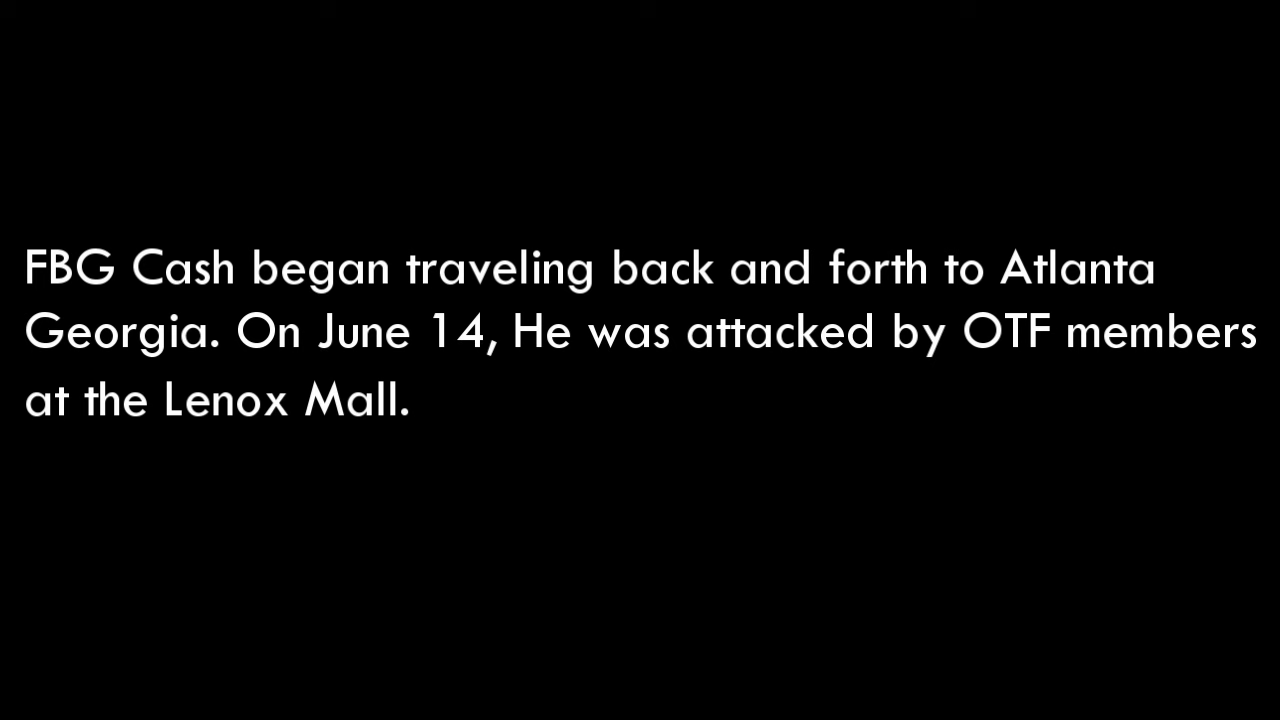 FBG Cash began traveling back and forth to Atlanta
Georgia. On June 14, He was attacked by OTF members
at the Lenox Mall.